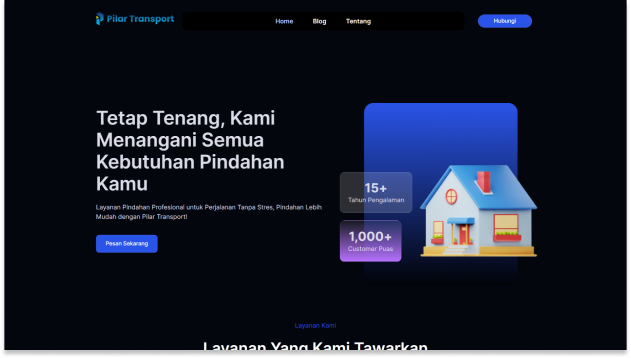 Pilar Transport
Home Blog Tentang
Hubungi
Tetap Tenang, Kami
Menangani Semua
Kebutuhan Pindahan
Kamu
Layanan Pindahan Profesional untuk Perjalanan Tanpa Stres, Pindahan Lebih
Mudah dengan Pilar Transport!
Pesan Sekarang
15+
Tahun Pengalaman
1,000+
Customer Puas
Layanan Kami
Layanan Yang Kami Tawarkan